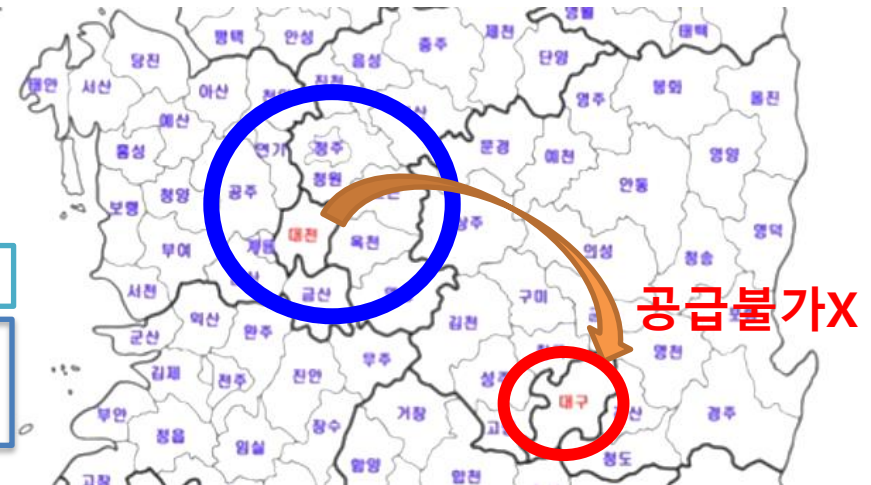 평택
안성
음성
충주
제천
영월
태백
당진
단양
태안
서산
아산
진천
영주
봉화
울진
예산
홍성
연기
청주
문경
예천
영양
청원
안동
보령
청양
공주
상주
영덕
대전
옥천
부여
의성
청송
서천
금산
구미
공급불가X
군산
익산
완주
김천
영천
김제
전주
진안
무주
성주
대구
부안
정읍
임실
장수
거창
경주
청도
고창
함양
합천